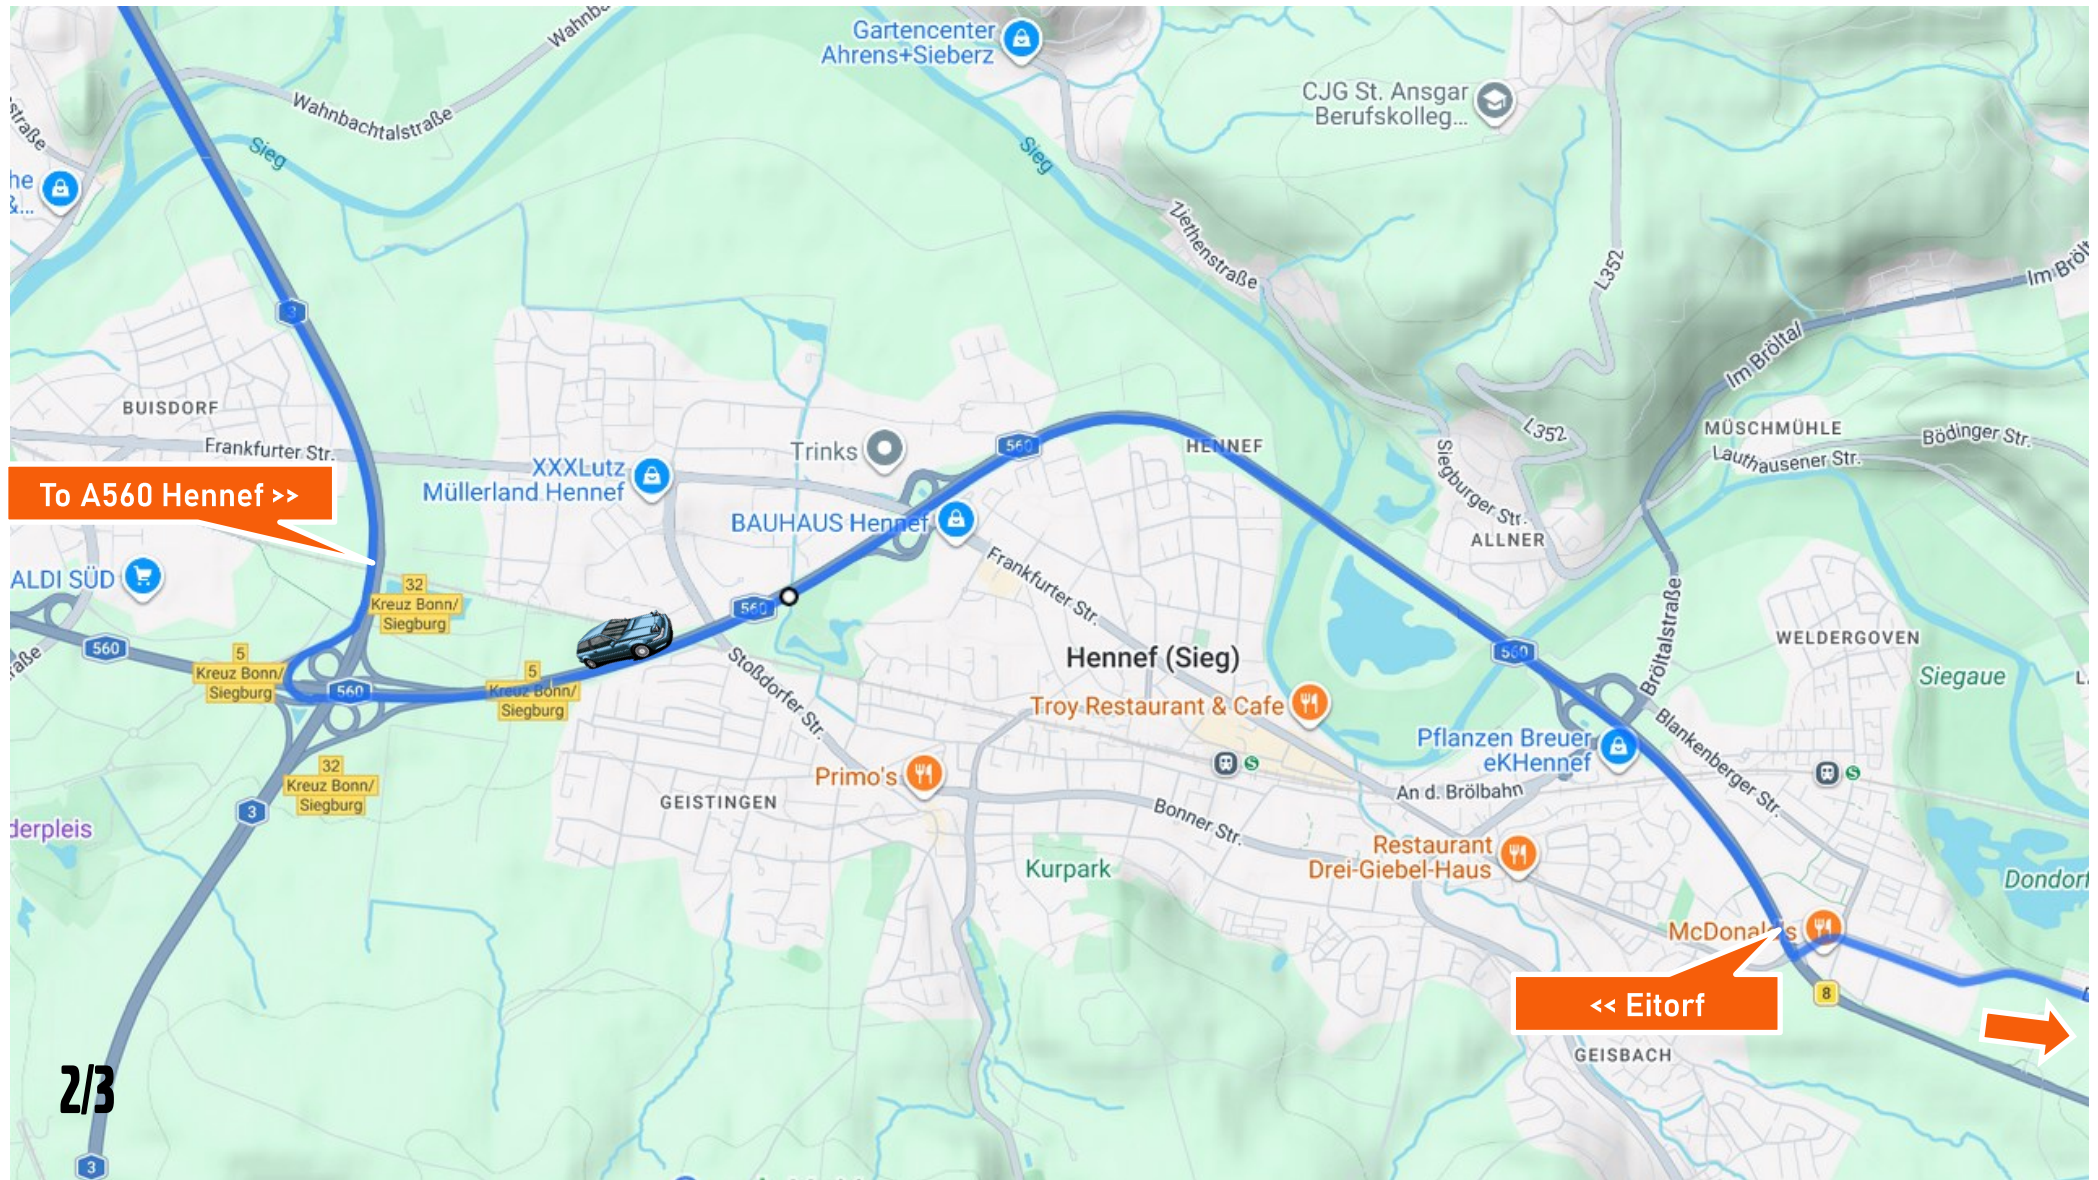 Gartencenter
Ahrens+Sieberz
Sieg
Sieg
Wahnbachtalstraße
CJG St. Ansgar
Berufskolleg...
straße
he
&...
Ziethenstraße
L352
Im Bröltal
3
BUISDORF
Frankfurter Str.
To A560 Hennef >>
XXXLutz
Müllerland Hennef
Trinks
560
HENNEF
BAUHAUS Hennef
Siegburger Str.
L352
MÜSCHMÜHLE
Lauthausener Str.
Bödinger Str.
ALLNER
ALDI SÜD
32
Kreuz Bonn/
Siegburg
560
Frankfurter Str.
560
5
Kreuz Bonn/
Siegburg
560
5
Kreuz Bonn/
Siegburg
Stoßdorfer Str.
Hennef (Sieg)
Troy Restaurant & Cafe
560
Bröltalstraße
WELDERGOVEN
Siegaue
32
Kreuz Bonn/
Siegburg
3
derpleis
GEISTINGEN
Primo's
S
Pflanzen Breuer
eKHennef
Blankenberger Str.
S
An d. Brölbahn
Bonner Str.
Kurpark
Restaurant
Drei-Giebel-Haus
Dondorf
McDonald's
<< Eitorf
8
GEISBACH
2/3
3